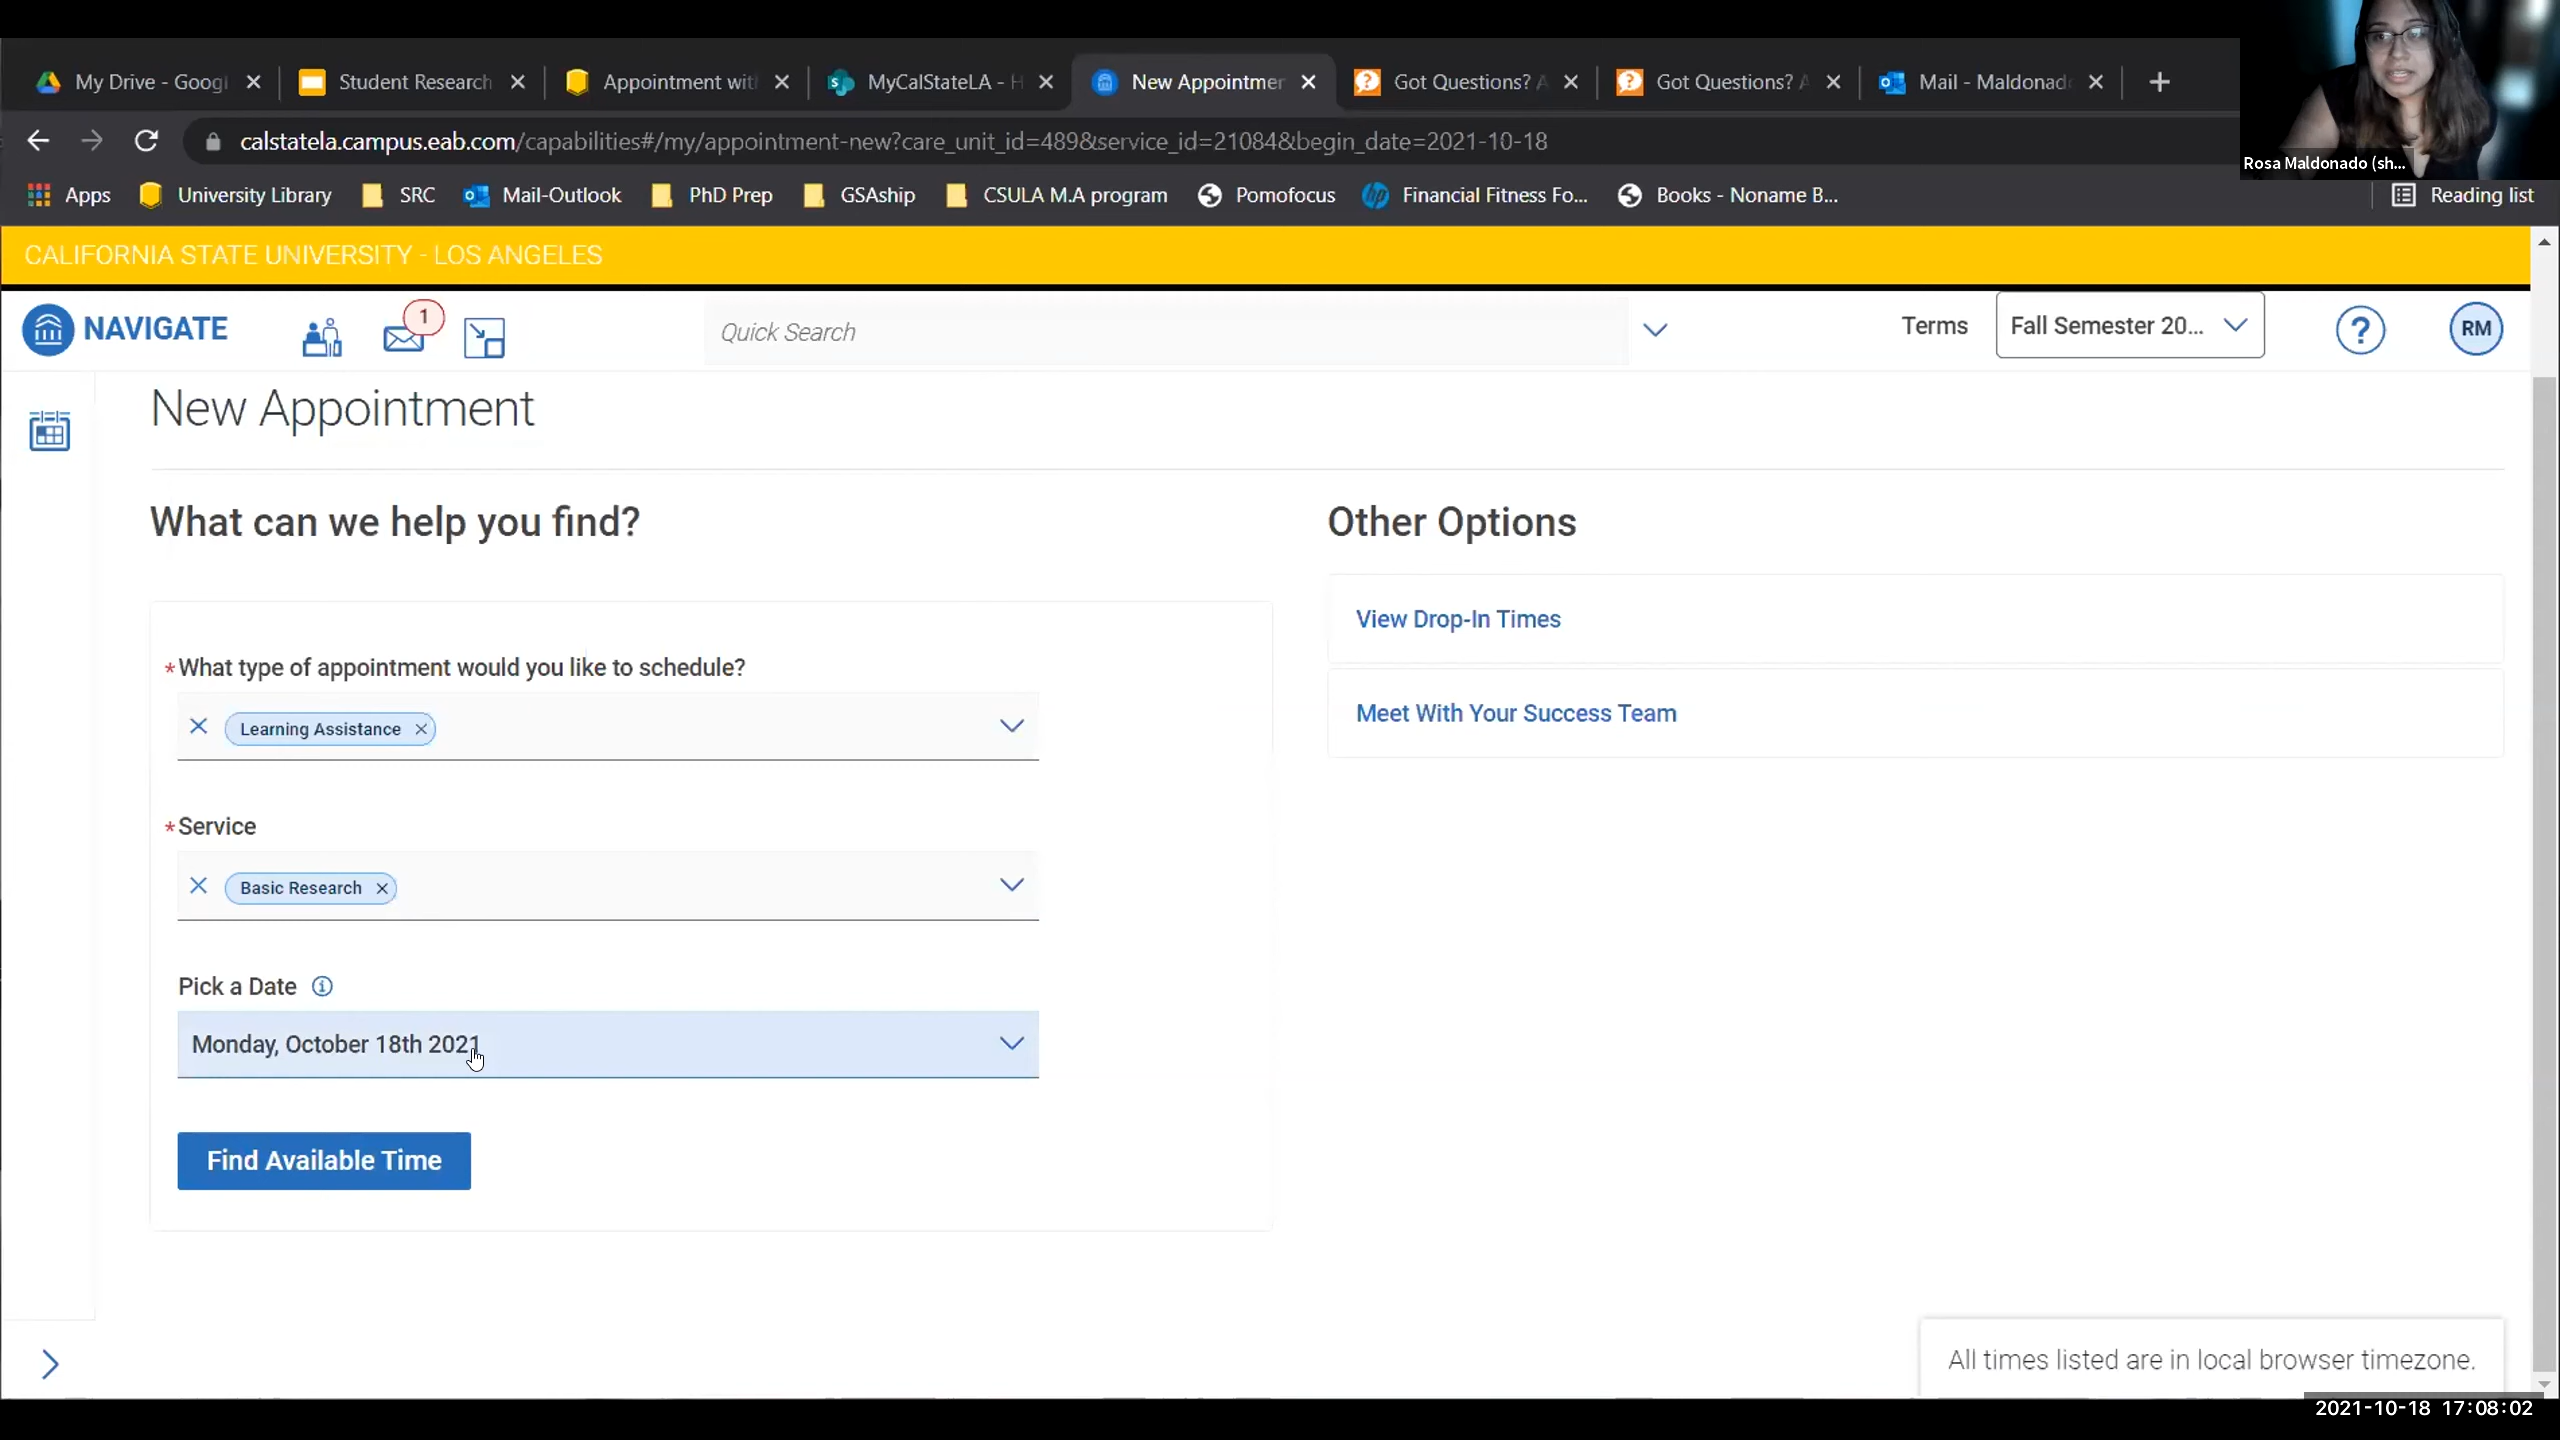 My Drive - Googl
Student Research
Appointment wit
MyCalStateLA - H
New Appointmer
Got Questions? A
Got Questions? A
Mail - Maldonad
calstatela.campus.eab.com/capabilities#/my/appointment-new?care_unit_id=489&service_id=21084&begin_date=2021-10-18
Rosa Maldonado (sh...
Apps
University Library
SRC
Mail-Outlook
PhD Prep
GSAship
CSULA M.A program
Pomofocus
Financial Fitness Fo...
Books - Noname B...
Reading list
CALIFORNIA STATE UNIVERSITY - LOS ANGELES
NAVIGATE
1
Quick Search
Terms
Fall Semester 20...
?
RM
New Appointment
What can we help you find?
Other Options
View Drop-In Times
Meet With Your Success Team
*What type of appointment would you like to schedule?
Learning Assistance
*Service
Basic Research
Pick a Date
Monday, October 18th 2021
Find Available Time
All times listed are in local browser timezone.
2021-10-18 17:08:02